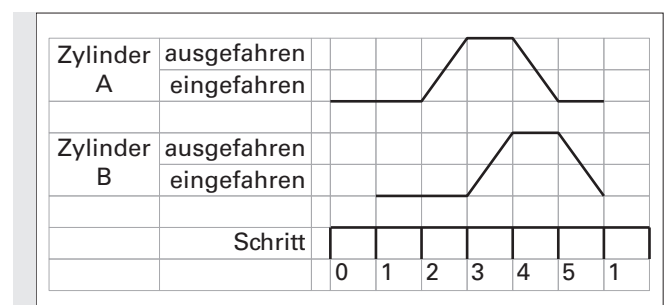 Zylinder ausgefahren
A eingefahren
Zylinder ausgefahren
B eingefahren
Schritt
0 1 2 3 4 5 1